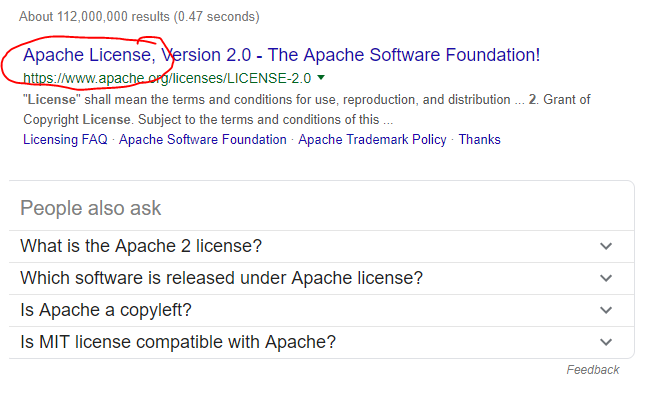 About 112,000,000 results (0.47 seconds)
Apache License, Version 2.0 - The Apache Software Foundation!
https://www.apache.org/licenses/LICENSE-2.0
"License" shall mean the terms and conditions for use, reproduction, and distribution ... 2. Grant of
Copyright License. Subject to the terms and conditions of this ...
Licensing FAQ · Apache Software Foundation · Apache Trademark Policy · Thanks
People also ask
What is the Apache 2 license?
Which software is released under Apache license?
Is Apache a copyleft?
Is MIT license compatible with Apache?
Feedback